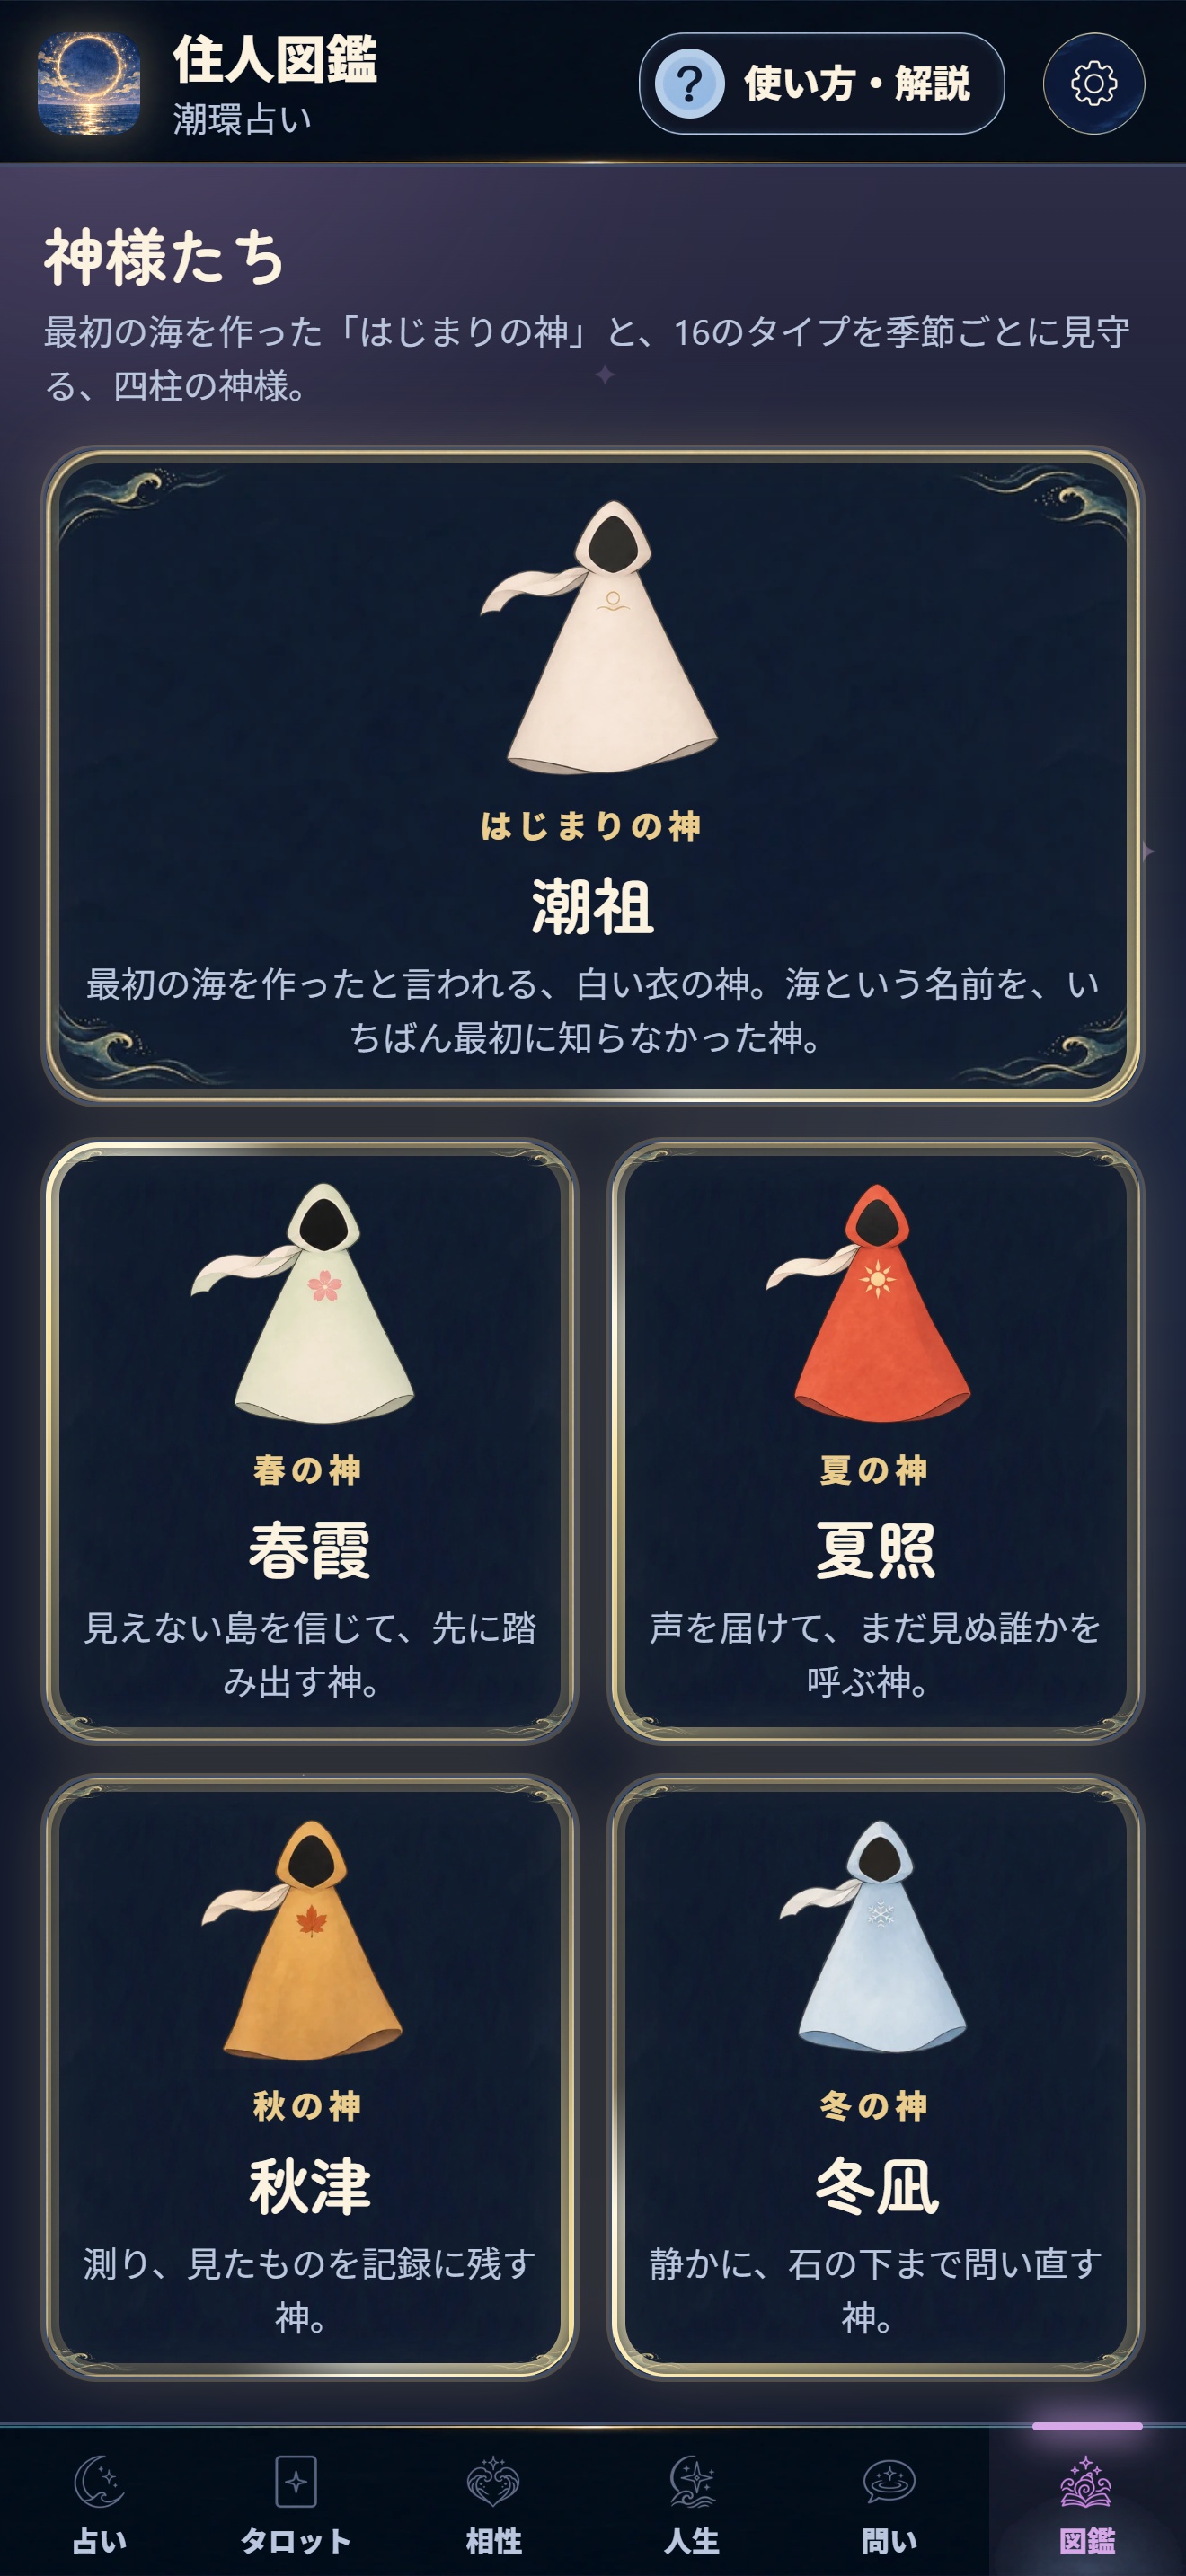 住人図鑑
潮環占い
? 使い方・解説
神様たち
最初の海を作った「はじまりの神」と、16のタイプを季節ごとに見守
る、四柱の神様。
はじまりの神
潮祖
最初の海を作ったと言われる、白い衣の神。海という名前を、い
ちばん最初に知らなかった神。
春の神
春霞
見えない島を信じて、先に踏
み出す神。
夏の神
夏照
声を届けて、まだ見ぬ誰かを
呼ぶ神。
秋の神
秋津
測り、見たものを記録に残す
神。
冬の神
冬凪
静かに、石の下まで問い直す
神。
占い
タロット
相性
人生
問い
図鑑